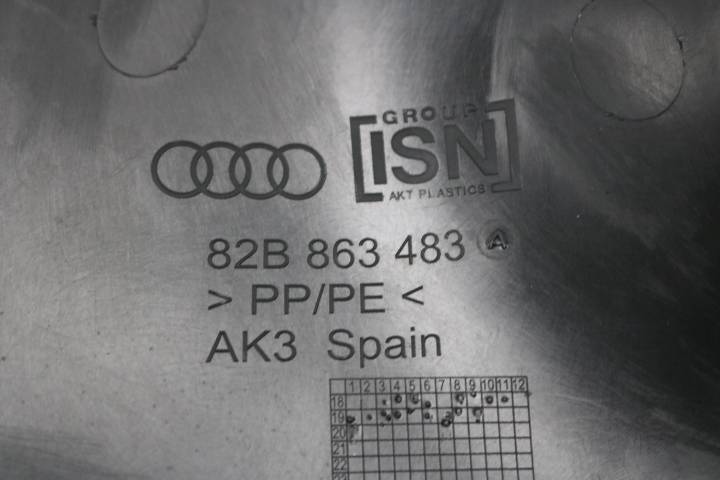 GROUP
ISN
AKT PLASTICS
82B 863 483 A
> PP/PE <
AK3 Spain
1 2 3 4 5 6 7 8 9 10 11 12
18
19
20
21
22